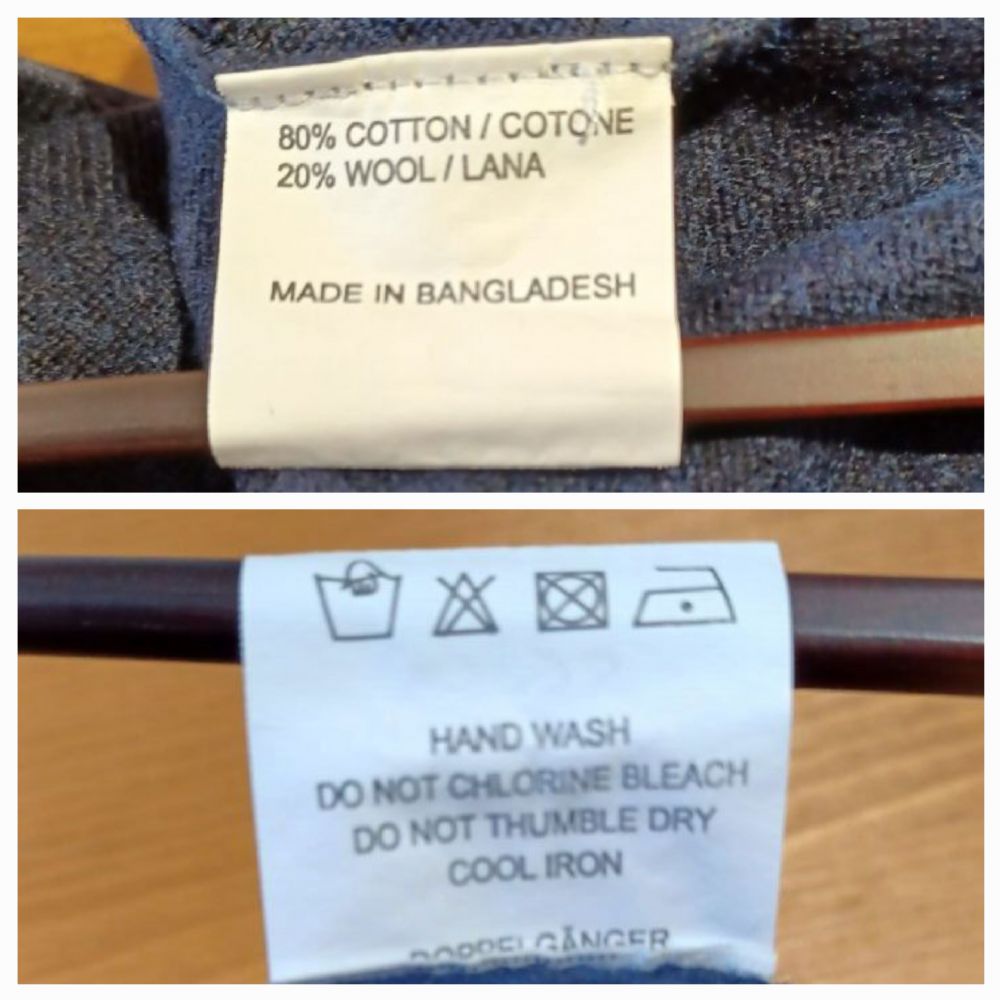 80% COTTON / COTONE
20% WOOL / LANA
MADE IN BANGLADESH
HAND WASH
DO NOT CHLORINE BLEACH
DO NOT THUMBLE DRY
COOL IRON
DOPPELGÄNGER